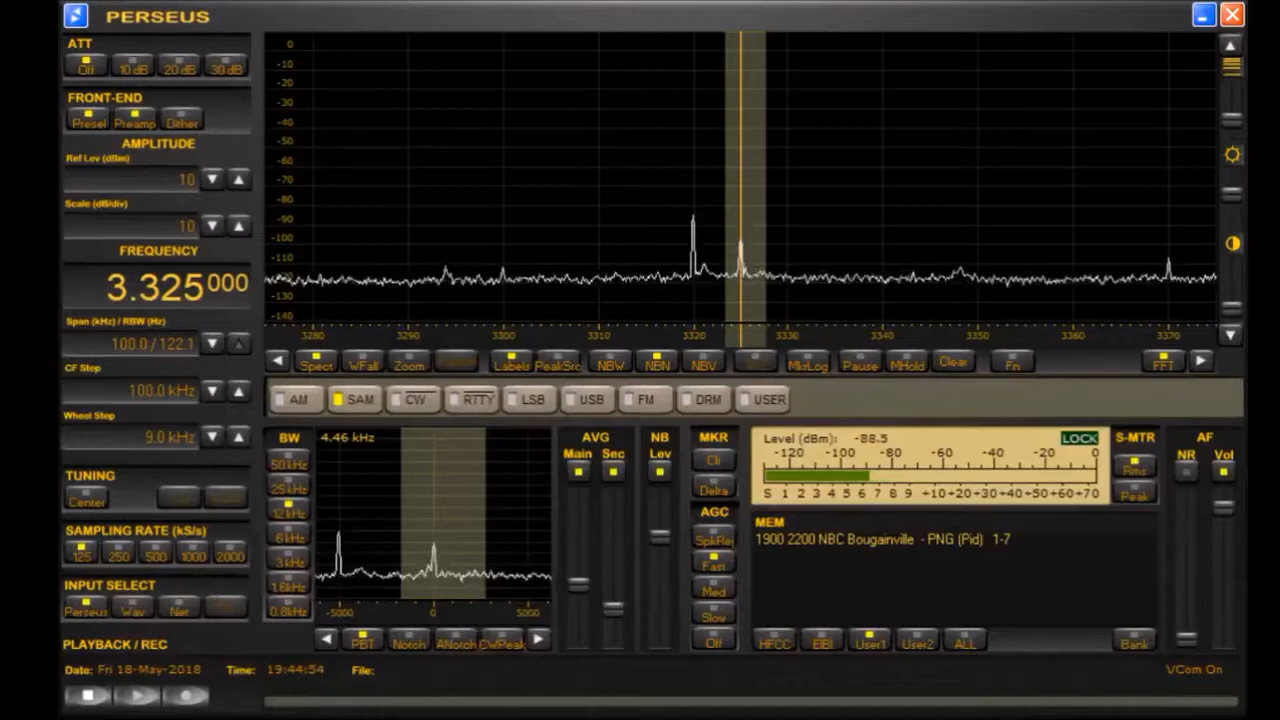 PERSEUS
ATT
Off 10 dB 20 dB 30 dB
FRONT-END
Presel Preamp Dither
AMPLITUDE
Ref Lev (dBm)
10
Scale (dB/div)
10
FREQUENCY
3.325000
Span (kHz) / RBW (Hz)
100.0 / 122.1
CF Step
100.0 kHz
Wheel Step
9.0 kHz
TUNING
Center
SAMPLING RATE (kS/s)
125 250 500 1000 2000
INPUT SELECT
Perseus Wav Net
PLAYBACK / REC
0
-10
-20
-30
-40
-50
-60
-70
-80
-90
-100
-110
-120
-130
-140
3280 3290 3300 3310 3320 3330 3340 3350 3360 3370
Spect WFall Zoom Labels PeakSrc NBW NBN NBV MkrLog Pause MHold Clear Fn FFT
AM SAM CW RTTY LSB USB FM DRM USER
BW
50 kHz
25 kHz
12 kHz
6 kHz
3 kHz
1.6kHz
0.8kHz
4.46 kHz
-5000 0 5000
PBT Notch ANotch CWPeak
AVG
Main Sec
NB
Lev
MKR
Clr
Delta
AGC
SpkRej
Fast
Med
Slow
Off
Level (dBm): -88.5 LOCK
-120 -100 -80 -60 -40 -20 0
S 1 2 3 4 5 6 7 8 9 +10+20+30+40+50+60+70
S-MTR
Rms
Peak
AF
NR Vol
MEM
1900 2200 NBC Bougainville - PNG (Pid) 1-7
HFCC EIBI User1 User2 ALL Bank
Date: Fri 18-May-2018 Time: 19:44:54 File:
VCom On